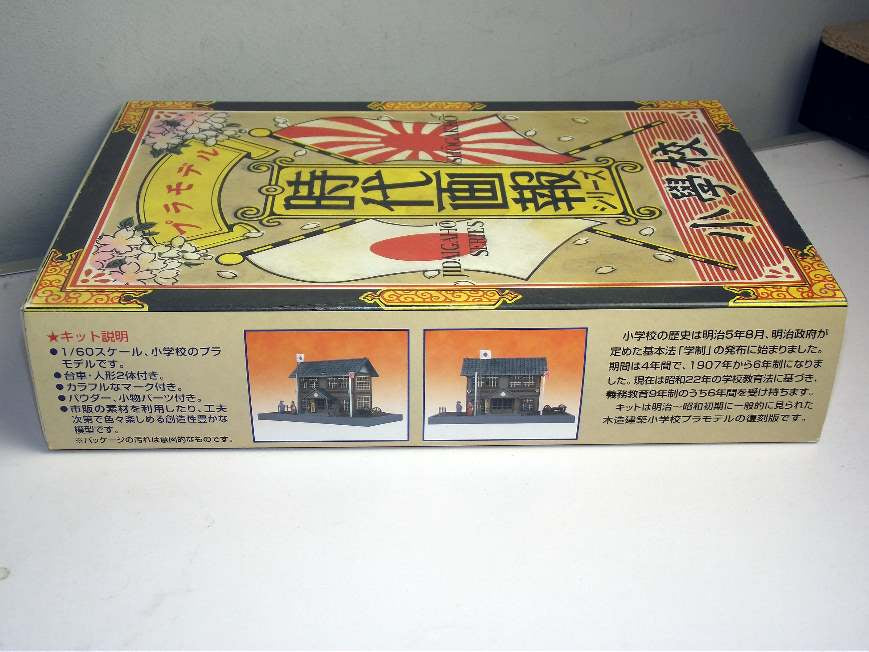 プラモデル
時代画報
シリーズ
SHOGAKKO
JIDAIGAHO
SERIES
小學校
★キット説明
●1/60スケール、小学校のプラ
モデルです。
●台車・人形2体付き。
●カラフルなマーク付き。
●パウダー、小物パーツ付き。
●市販の素材を利用したり、工夫
次第で色々楽しめる創造性豊かな
模型です。
※パッケージの汚れは意図的なものです。
小学校の歴史は明治5年8月、明治政府が
定めた基本法「学制」の発布に始まりました。
期間は4年間で、1907年から6年制になりま
した。現在は昭和22年の学校教育法に基づき、
義務教育9年制のうち6年間を受け持ちます。
キットは明治〜昭和初期に一般的に見られた
木造建築小学校プラモデルの復刻版です。